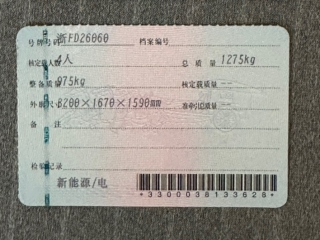 号牌号码 浙FD26060 档案编号
核定载人数 4人 总质量 1275kg
整备质量 975kg 核定载质量 --
外廓尺寸 3200×1670×1590mm 准牵引总质量 --
备注
检验记录
新能源/电
*3300038133628*